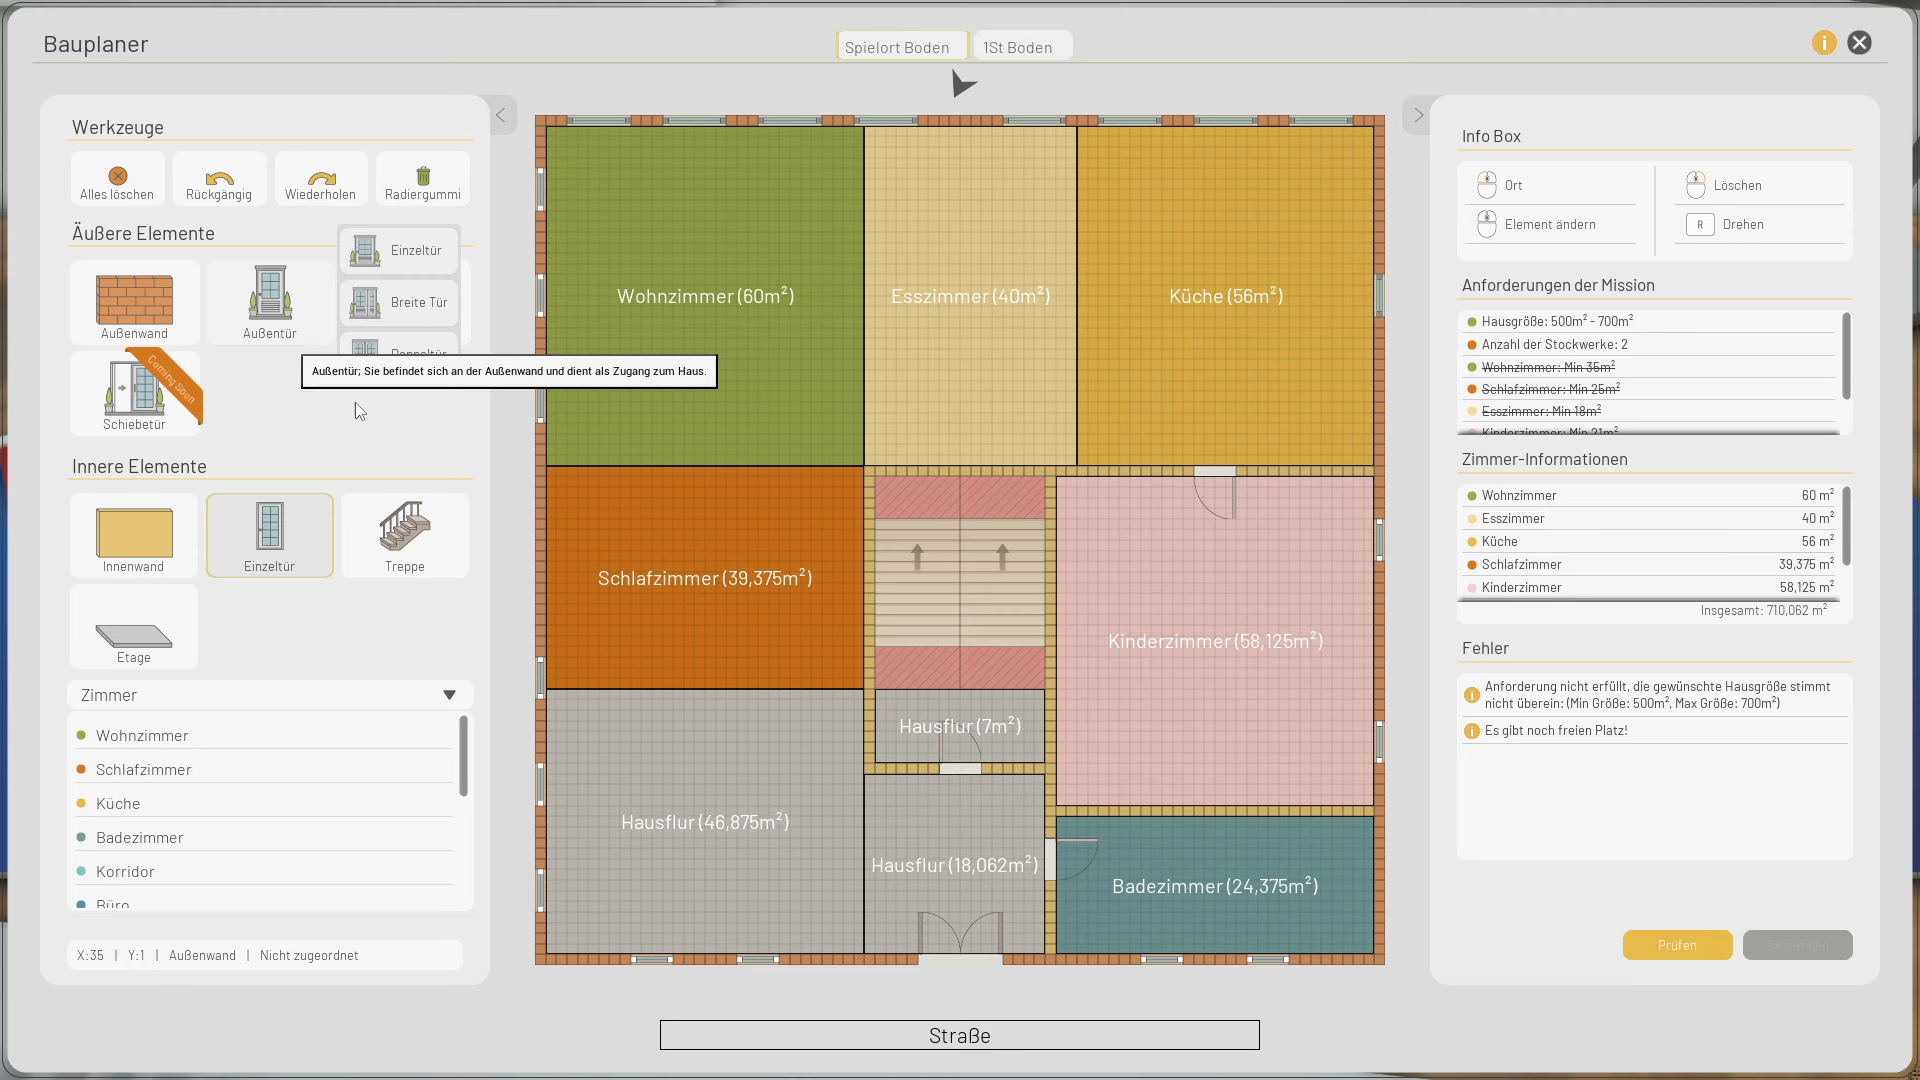 Bauplaner
Spielort Boden
1St Boden
Werkzeuge
Alles löschen
Rückgängig
Wiederholen
Radiergummi
Äußere Elemente
Außenwand
Außentür
Einzeltür
Breite Tür
Außentür; Sie befindet sich an der Außenwand und dient als Zugang zum Haus.
Coming Soon
Schiebetür
Innere Elemente
Innenwand
Einzeltür
Treppe
Etage
Zimmer
Wohnzimmer
Schlafzimmer
Küche
Badezimmer
Korridor
Büro
X:35 | Y:1 | Außenwand | Nicht zugeordnet
Wohnzimmer (60m²)
Esszimmer (40m²)
Küche (56m²)
Schlafzimmer (39,375m²)
Kinderzimmer (58,125m²)
Hausflur (7m²)
Hausflur (46,875m²)
Hausflur (18,062m²)
Badezimmer (24,375m²)
Straße
Info Box
Ort
Löschen
Element ändern
R
Drehen
Anforderungen der Mission
Hausgröße: 500m² - 700m²
Anzahl der Stockwerke: 2
Wohnzimmer: Min 35m²
Schlafzimmer: Min 25m²
Esszimmer: Min 18m²
Kinderzimmer: Min 21m²
Zimmer-Informationen
Wohnzimmer 60 m²
Esszimmer 40 m²
Küche 56 m²
Schlafzimmer 39,375 m²
Kinderzimmer 58,125 m²
Insgesamt: 710,062 m²
Fehler
Anforderung nicht erfüllt, die gewünschte Hausgröße stimmt
nicht überein: (Min Größe: 500m², Max Größe: 700m²)
Es gibt noch freien Platz!
Prüfen